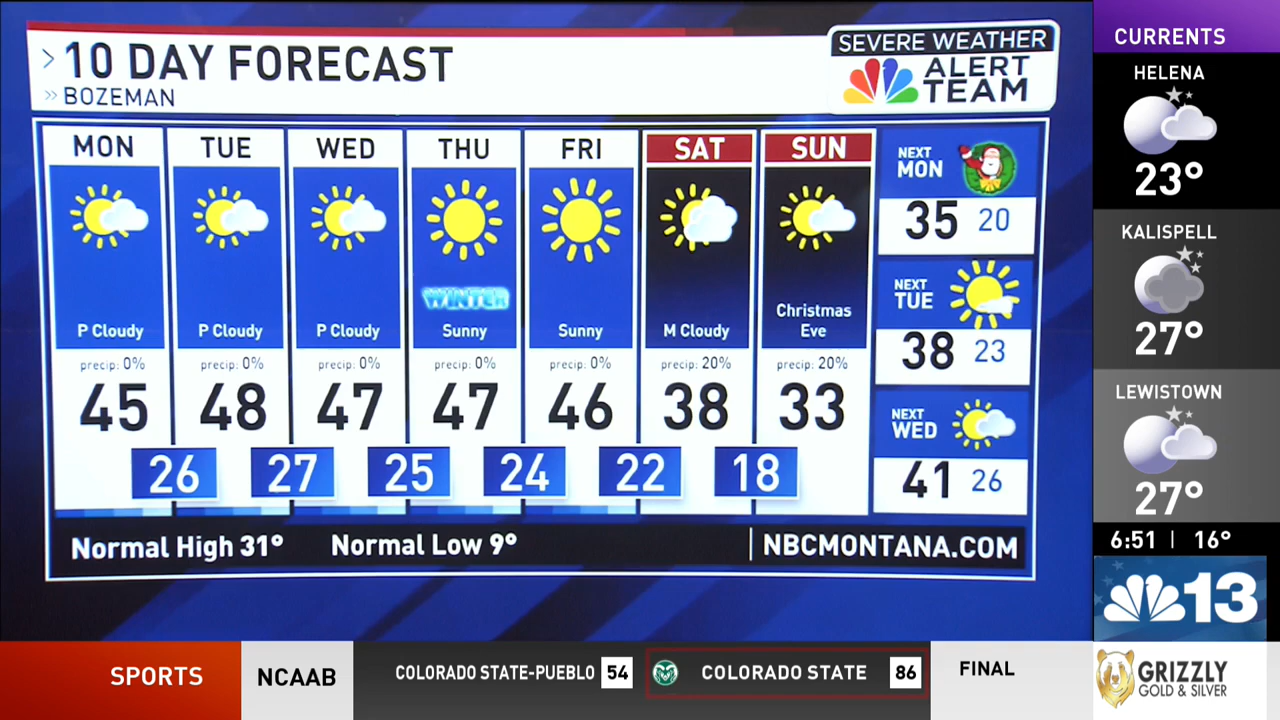 10 DAY FORECAST
BOZEMAN
SEVERE WEATHER
ALERT
TEAM
MON
TUE
WED
THU
FRI
SAT
SUN
P Cloudy
P Cloudy
P Cloudy
WINTER
Sunny
Sunny
M Cloudy
Christmas
Eve
precip: 0%
precip: 0%
precip: 0%
precip: 0%
precip: 0%
precip: 20%
precip: 20%
45
48
47
47
46
38
33
26
27
25
24
22
18
NEXT
MON
35 20
NEXT
TUE
38 23
NEXT
WED
41 26
Normal High 31° Normal Low 9°
NBCMONTANA.COM
CURRENTS
HELENA
23°
KALISPELL
27°
LEWISTOWN
27°
6:51 | 16°
13
SPORTS
NCAAB
COLORADO STATE-PUEBLO 54
COLORADO STATE 86
FINAL
GRIZZLY
GOLD & SILVER